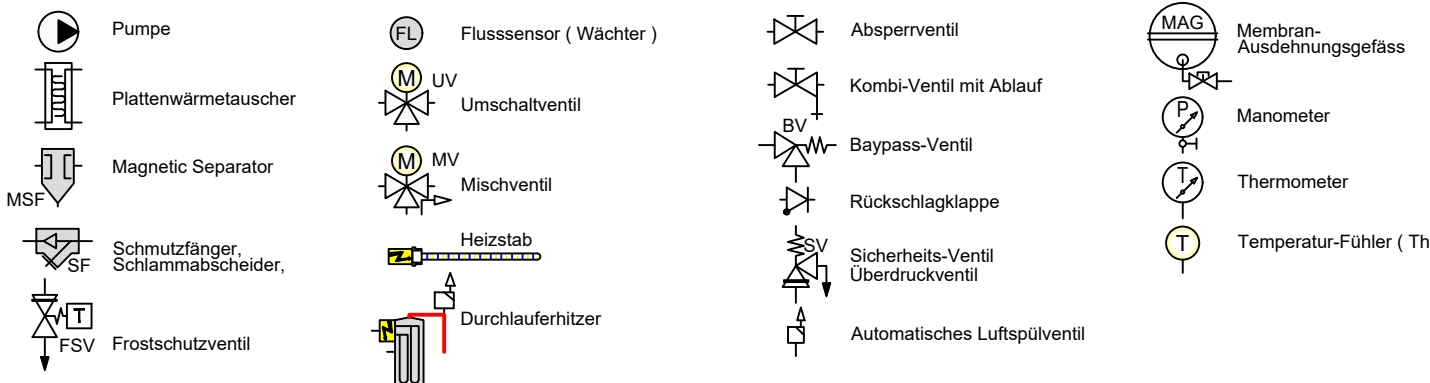 Pumpe
Plattenwärmetauscher
Magnetic Separator
MSF
Schmutzfänger,
Schlammabscheider,
SF
T
FSV
Frostschutzventil
FL
Flusssensor ( Wächter )
M
UV
Umschaltventil
M
MV
Mischventil
Heizstab
Durchlauferhitzer
Absperrventil
Kombi-Ventil mit Ablauf
BV
Baypass-Ventil
Rückschlagklappe
SV
Sicherheits-Ventil
Überdruckventil
Automatisches Luftspülventil
MAG
Membran-
Ausdehnungsgefäss
P
Manometer
T
Thermometer
T
Temperatur-Fühler ( Th